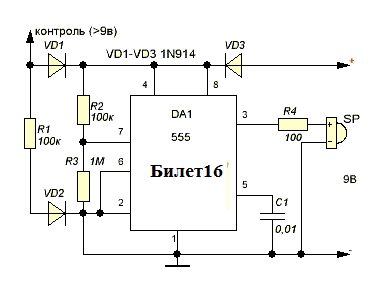 контроль (>9в)
VD1
VD1-VD3 1N914
VD3
+
4
8
R2
100к
DA1
555
3
R4
100
SP
+
−
R1
100к
7
R3
1М
6
Билет16
9В
5
C1
0,01
VD2
2
1
-